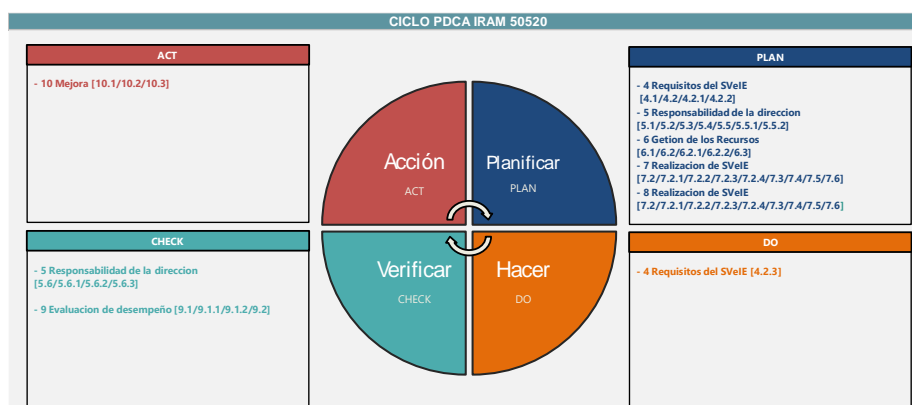 CICLO PDCA IRAM 50520
ACT
- 10 Mejora [10.1/10.2/10.3]
PLAN
- 4 Requisitos del SVeIE
[4.1/4.2/4.2.1/4.2.2]
- 5 Responsabilidad de la direccion
[5.1/5.2/5.3/5.4/5.5/5.5.1/5.5.2]
- 6 Getion de los Recursos
[6.1/6.2/6.2.1/6.2.2/6.3]
- 7 Realizacion de SVeIE
[7.2/7.2.1/7.2.2/7.2.3/7.2.4/7.3/7.4/7.5/7.6]
- 8 Realizacion de SVeIE
[7.2/7.2.1/7.2.2/7.2.3/7.2.4/7.3/7.4/7.5/7.6]
Acción
ACT
Planificar
PLAN
Verificar
CHECK
Hacer
DO
CHECK
- 5 Responsabilidad de la direccion
[5.6/5.6.1/5.6.2/5.6.3]
- 9 Evaluacion de desempeño [9.1/9.1.1/9.1.2/9.2]
DO
- 4 Requisitos del SVeIE [4.2.3]